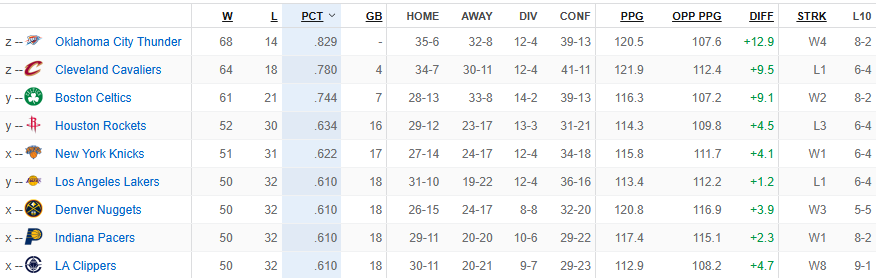 W L PCT GB HOME AWAY DIV CONF PPG OPP PPG DIFF STRK L10
z -- Oklahoma City Thunder 68 14 .829 - 35-6 32-8 12-4 39-13 120.5 107.6 +12.9 W4 8-2
z -- Cleveland Cavaliers 64 18 .780 4 34-7 30-11 12-4 41-11 121.9 112.4 +9.5 L1 6-4
y -- Boston Celtics 61 21 .744 7 28-13 33-8 14-2 39-13 116.3 107.2 +9.1 W2 8-2
y -- Houston Rockets 52 30 .634 16 29-12 23-17 13-3 31-21 114.3 109.8 +4.5 L3 6-4
x -- New York Knicks 51 31 .622 17 27-14 24-17 12-4 34-18 115.8 111.7 +4.1 W1 6-4
y -- Los Angeles Lakers 50 32 .610 18 31-10 19-22 12-4 36-16 113.4 112.2 +1.2 L1 6-4
x -- Denver Nuggets 50 32 .610 18 26-15 24-17 8-8 32-20 120.8 116.9 +3.9 W3 5-5
x -- Indiana Pacers 50 32 .610 18 29-11 20-20 10-6 29-22 117.4 115.1 +2.3 W1 8-2
x -- LA Clippers 50 32 .610 18 30-11 20-21 9-7 29-23 112.9 108.2 +4.7 W8 9-1